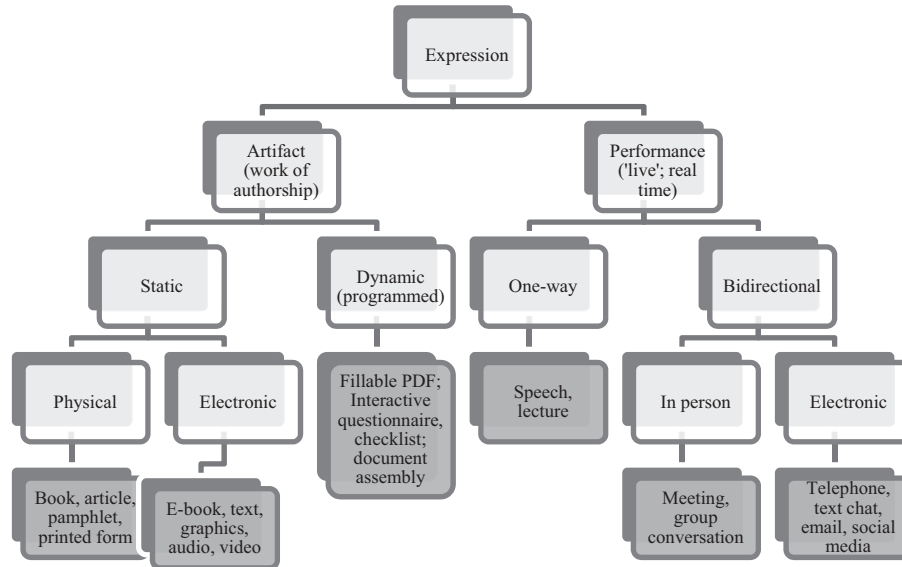 Expression
Artifact
(work of
authorship)
Performance
('live'; real
time)
Static
Dynamic
(programmed)
One-way
Bidirectional
Physical
Electronic
Fillable PDF;
Interactive
questionnaire,
checklist;
document
assembly
Speech,
lecture
In person
Electronic
Book, article,
pamphlet,
printed form
E-book, text,
graphics,
audio, video
Meeting,
group
conversation
Telephone,
text chat,
email, social
media